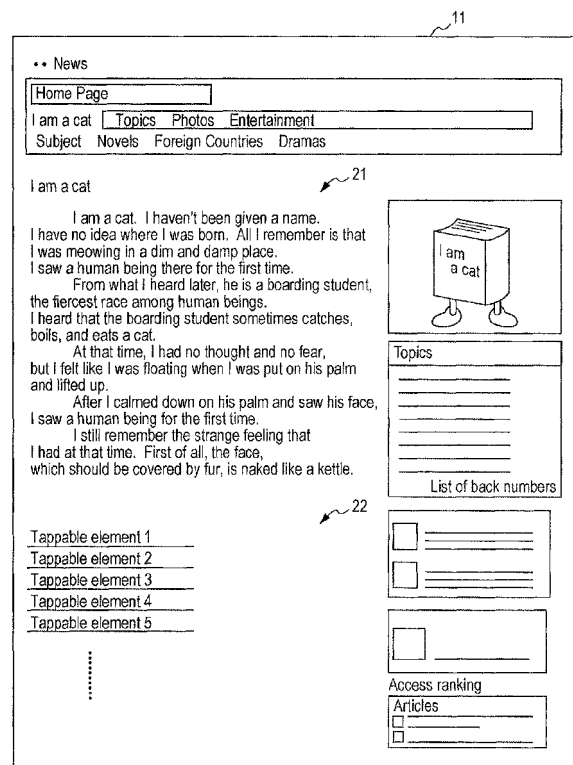 11
•• News
Home Page
I am a cat Topics Photos Entertainment
Subject Novels Foreign Countries Dramas
21
I am a cat
I am a cat. I haven't been given a name.
I have no idea where I was born. All I remember is that
I was meowing in a dim and damp place.
I saw a human being there for the first time.
From what I heard later, he is a boarding student,
the fiercest race among human beings.
I heard that the boarding student sometimes catches,
boils, and eats a cat.
At that time, I had no thought and no fear,
but I felt like I was floating when I was put on his palm
and lifted up.
After I calmed down on his palm and saw his face,
I saw a human being for the first time.
I still remember the strange feeling that
I had at that time. First of all, the face,
which should be covered by fur, is naked like a kettle.
I am
a cat
Topics
List of back numbers
22
Tappable element 1
Tappable element 2
Tappable element 3
Tappable element 4
Tappable element 5
Access ranking
Articles